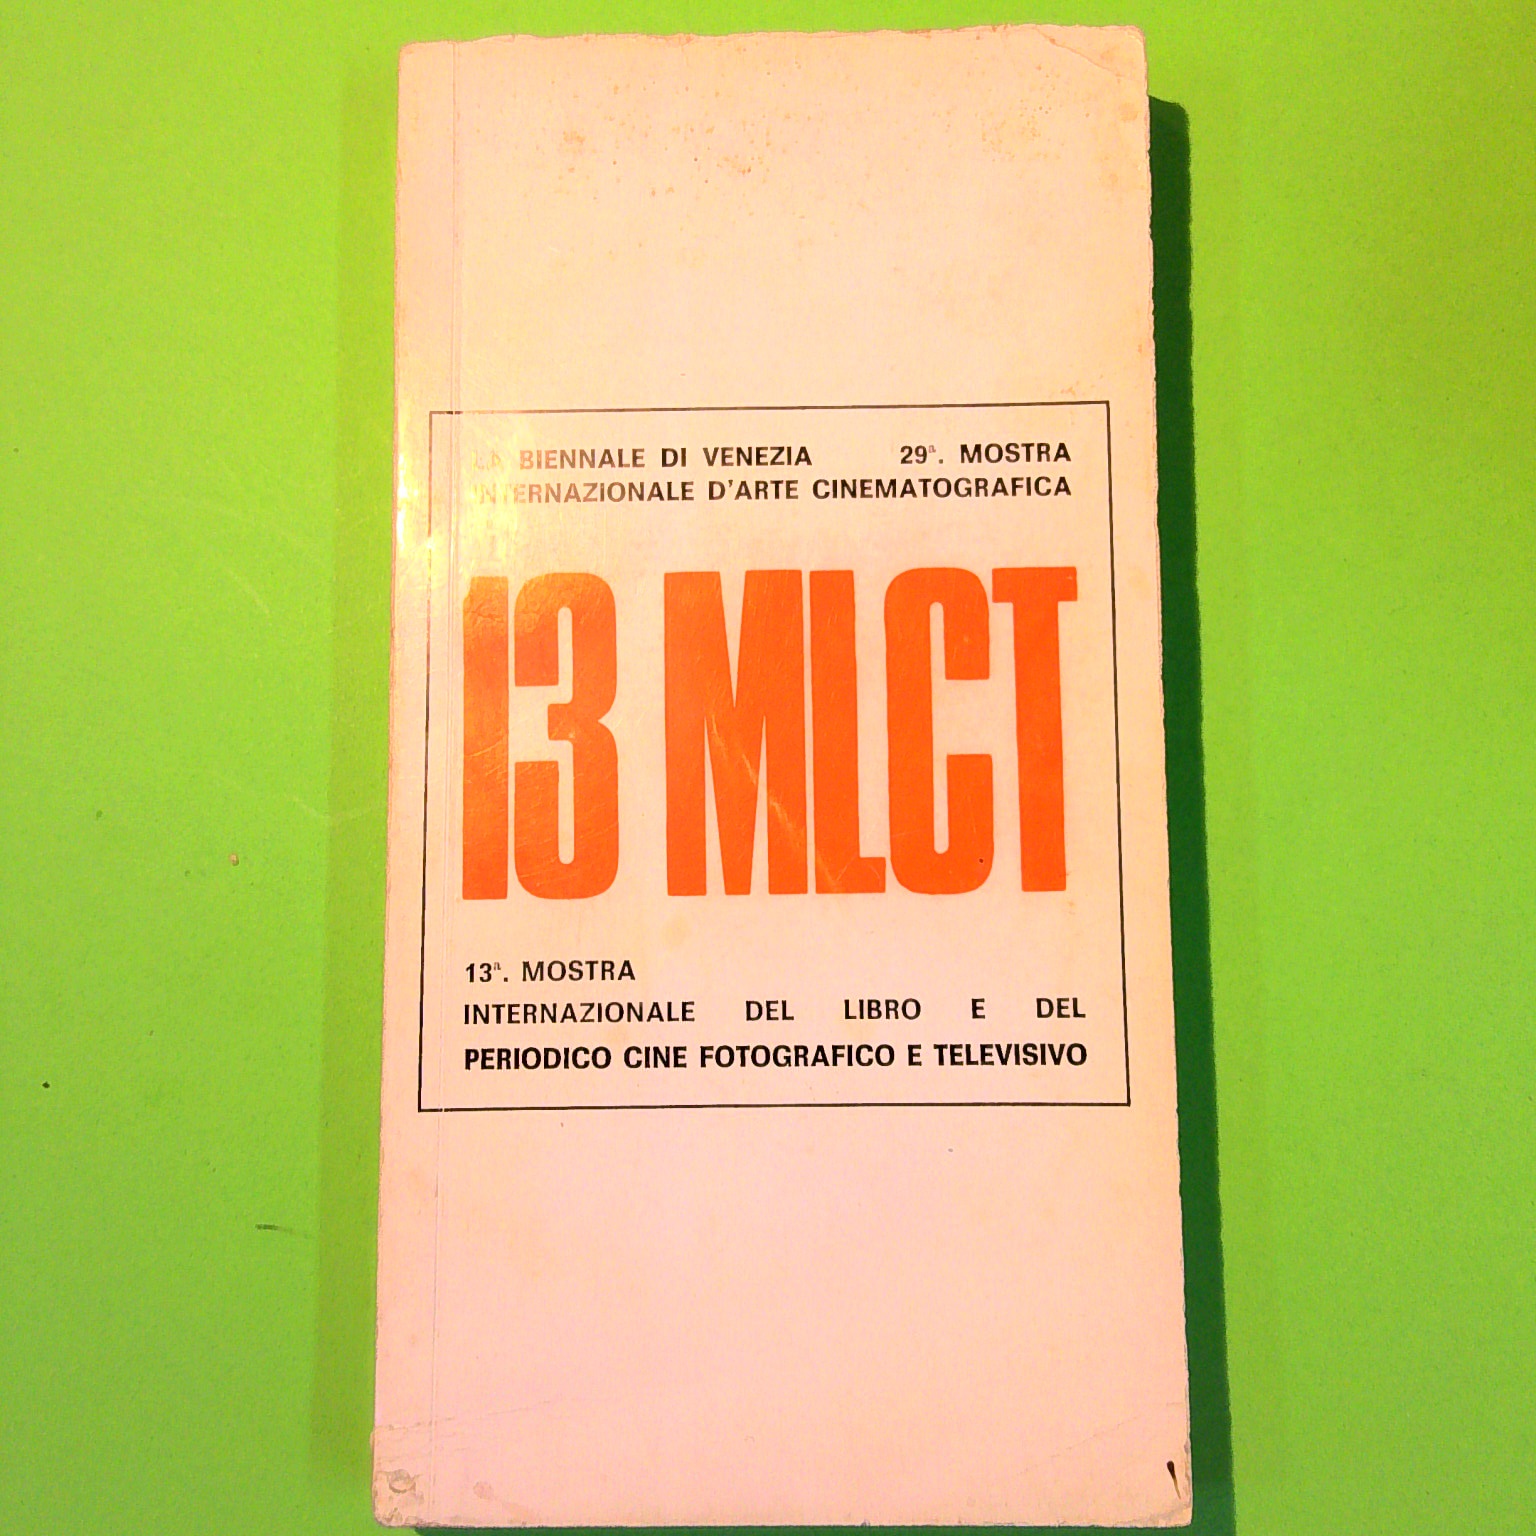 LA BIENNALE DI VENEZIA 29ª. MOSTRA
INTERNAZIONALE D'ARTE CINEMATOGRAFICA
13 MLCT
13ª. MOSTRA
INTERNAZIONALE DEL LIBRO E DEL
PERIODICO CINE FOTOGRAFICO E TELEVISIVO